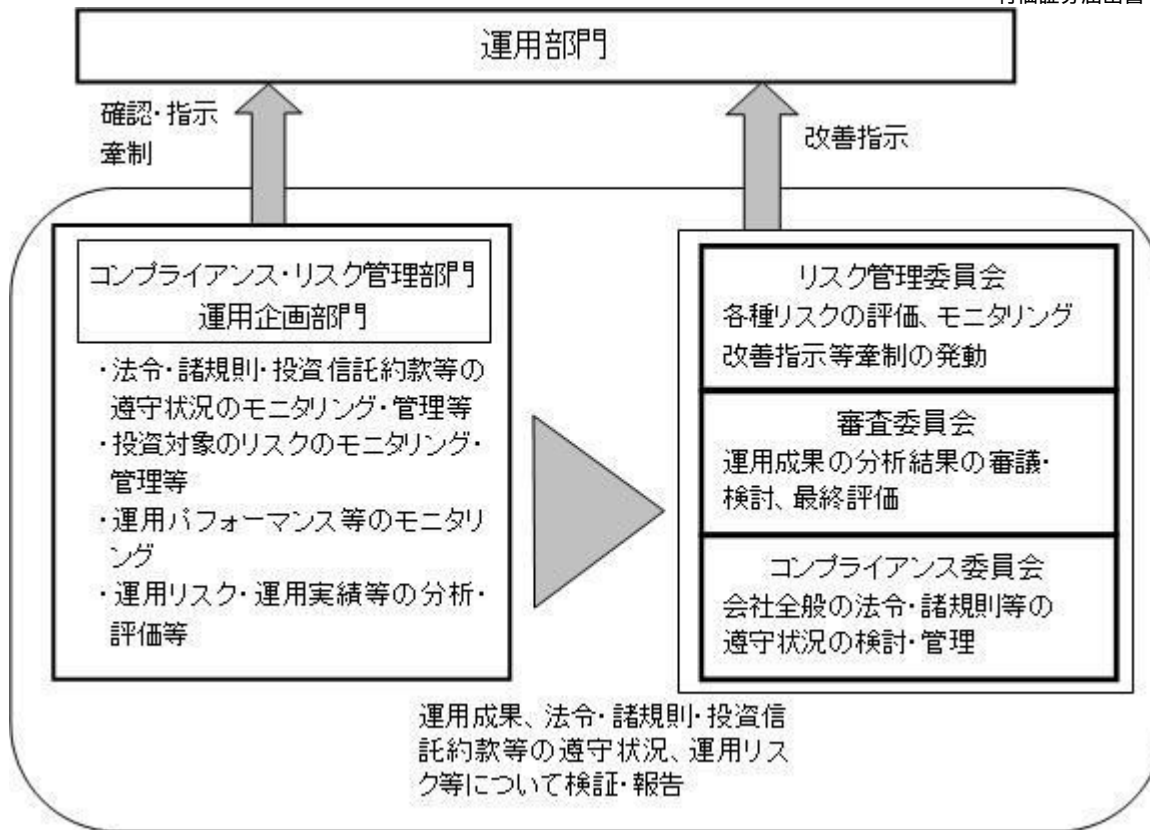 運用部門
確認・指示
牽制
改善指示
コンプライアンス・リスク管理部門
運用企画部門
・法令・諸規則・投資信託約款等の
遵守状況のモニタリング・管理等
・投資対象のリスクのモニタリング・
管理等
・運用パフォーマンス等のモニタリ
ング
・運用リスク・運用実績等の分析・
評価等
リスク管理委員会
各種リスクの評価、モニタリング
改善指示等牽制の発動
審査委員会
運用成果の分析結果の審議・
検討、最終評価
コンプライアンス委員会
会社全般の法令・諸規則等の
遵守状況の検討・管理
運用成果、法令・諸規則・投資信
託約款等の遵守状況、運用リス
ク等について検証・報告